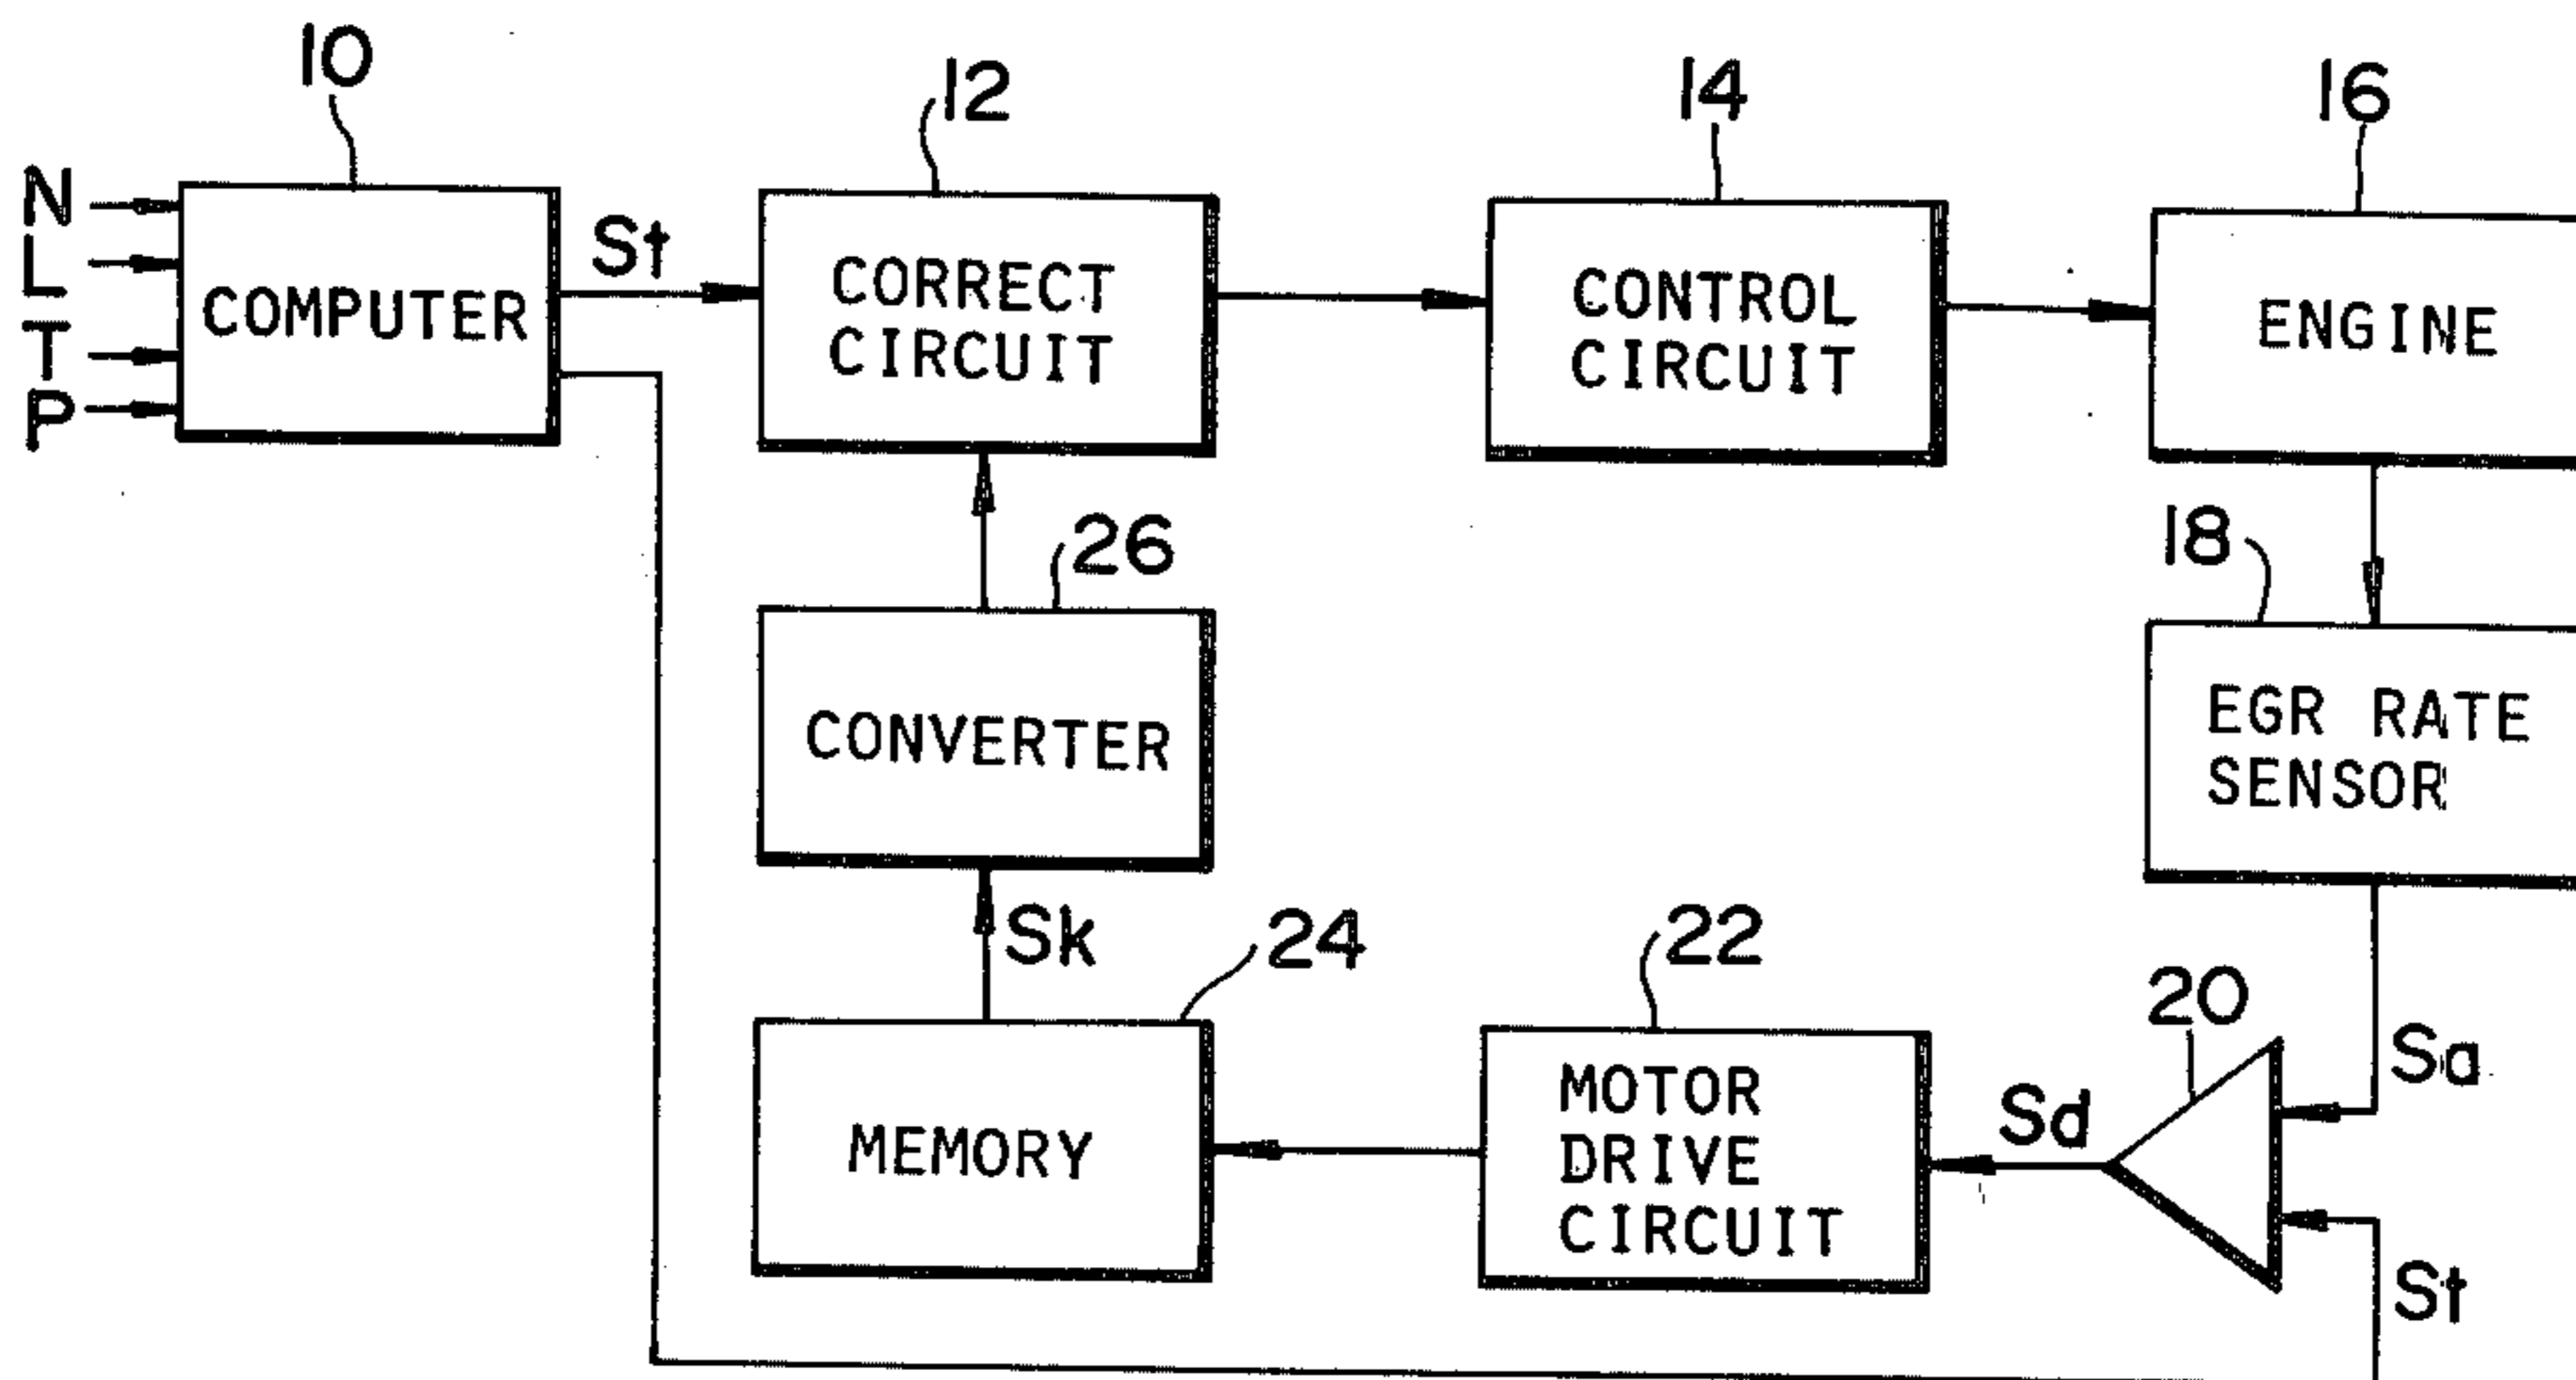 10
12
14
16
N
L
T
P
COMPUTER
St
CORRECT
CIRCUIT
CONTROL
CIRCUIT
ENGINE
26
18
CONVERTER
EGR RATE
SENSOR
Sk
24
22
20
Sa
MEMORY
MOTOR
DRIVE
CIRCUIT
Sd
St